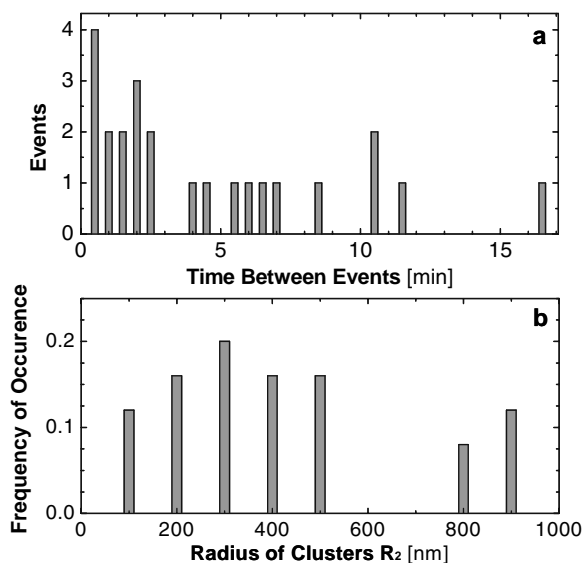 a
4
3
2
1
0
Events
0 5 10 15
Time Between Events [min]
b
0.2
0.1
0.0
Frequency of Occurence
0 200 400 600 800 1000
Radius of Clusters R₂ [nm]